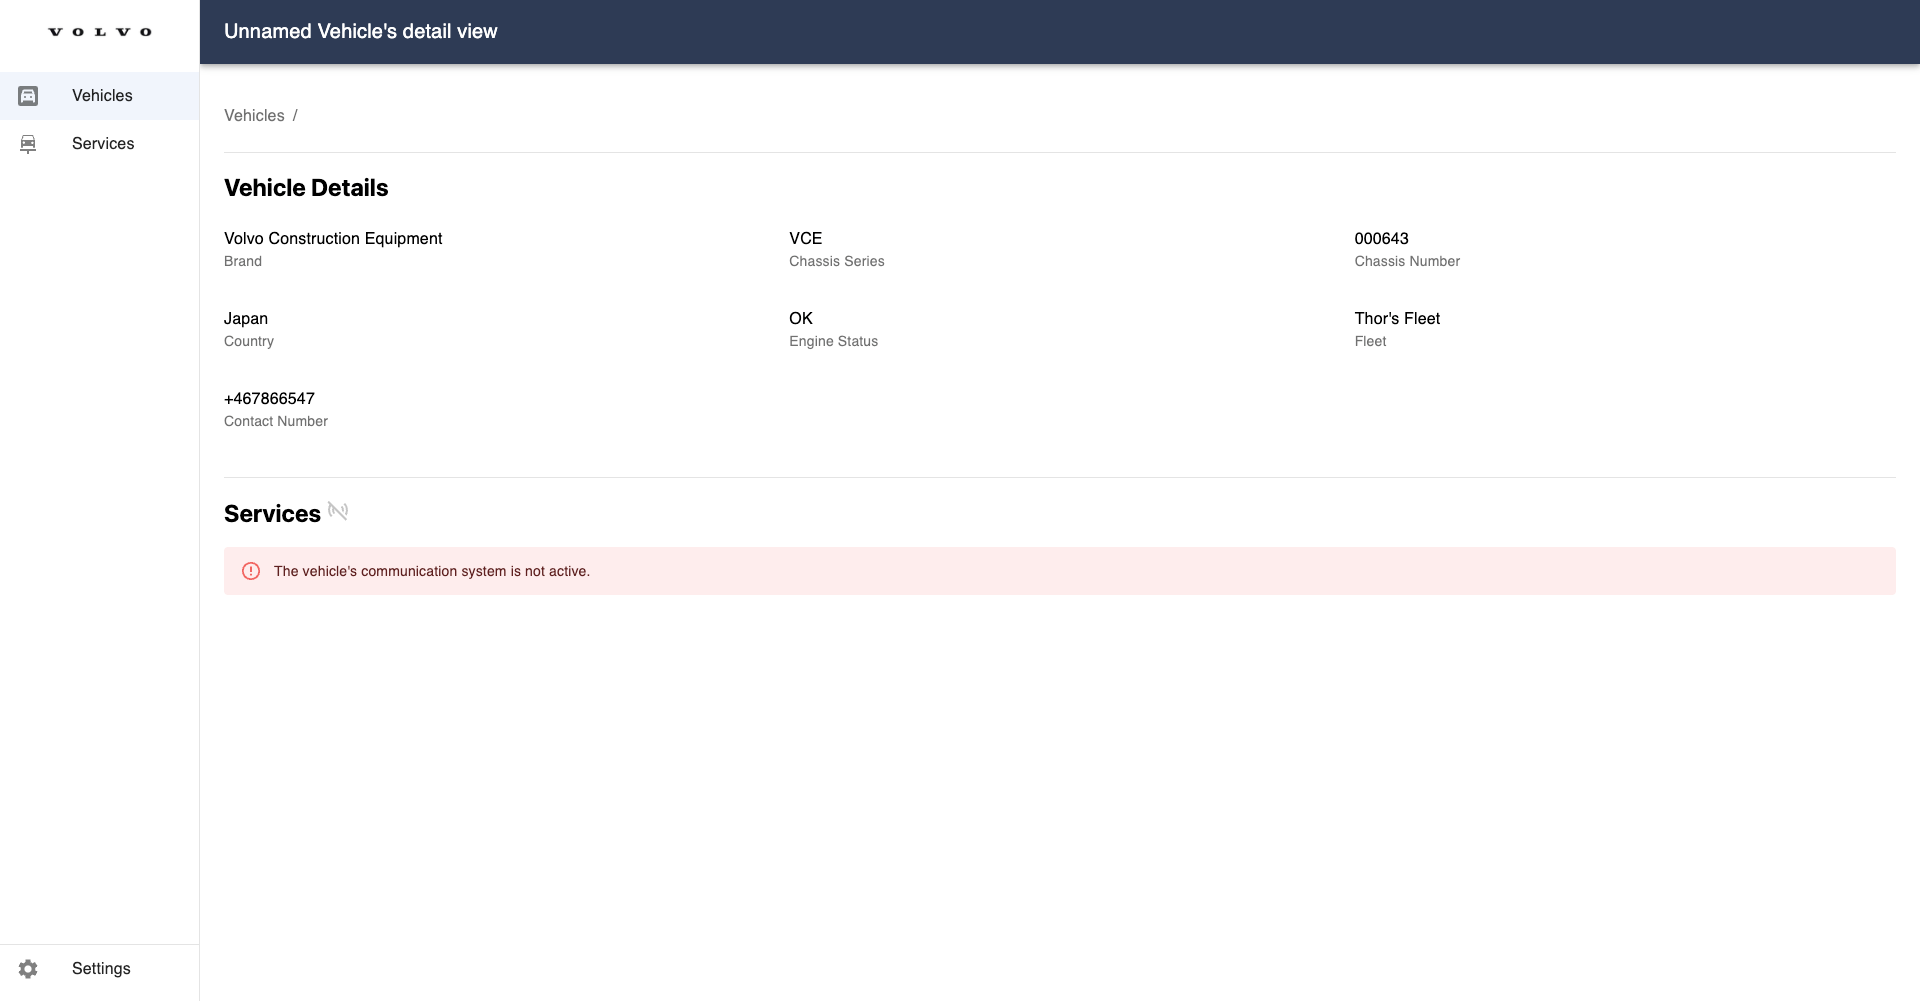 VOLVO
Unnamed Vehicle's detail view
Vehicles
Services
Vehicles /
Vehicle Details
Volvo Construction Equipment
Brand
VCE
Chassis Series
000643
Chassis Number
Japan
Country
OK
Engine Status
Thor's Fleet
Fleet
+467866547
Contact Number
Services
The vehicle's communication system is not active.
Settings